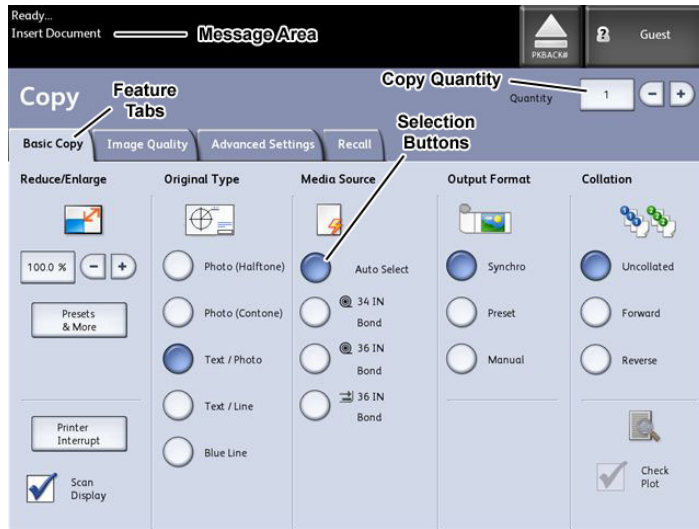 Ready...
Insert Document
Message Area
PKBACK#
Guest
Copy
Feature
Tabs
Copy Quantity
Quantity
1
Selection
Buttons
Basic Copy
Image Quality
Advanced Settings
Recall
Reduce/Enlarge
Original Type
Media Source
Output Format
Collation
100.0 %
Presets
& More
Printer
Interrupt
Scan
Display
Photo (Halftone)
Photo (Contone)
Text / Photo
Text / Line
Blue Line
Auto Select
34 IN
Bond
36 IN
Bond
36 IN
Bond
Synchro
Preset
Manual
Uncollated
Forward
Reverse
Check
Plot